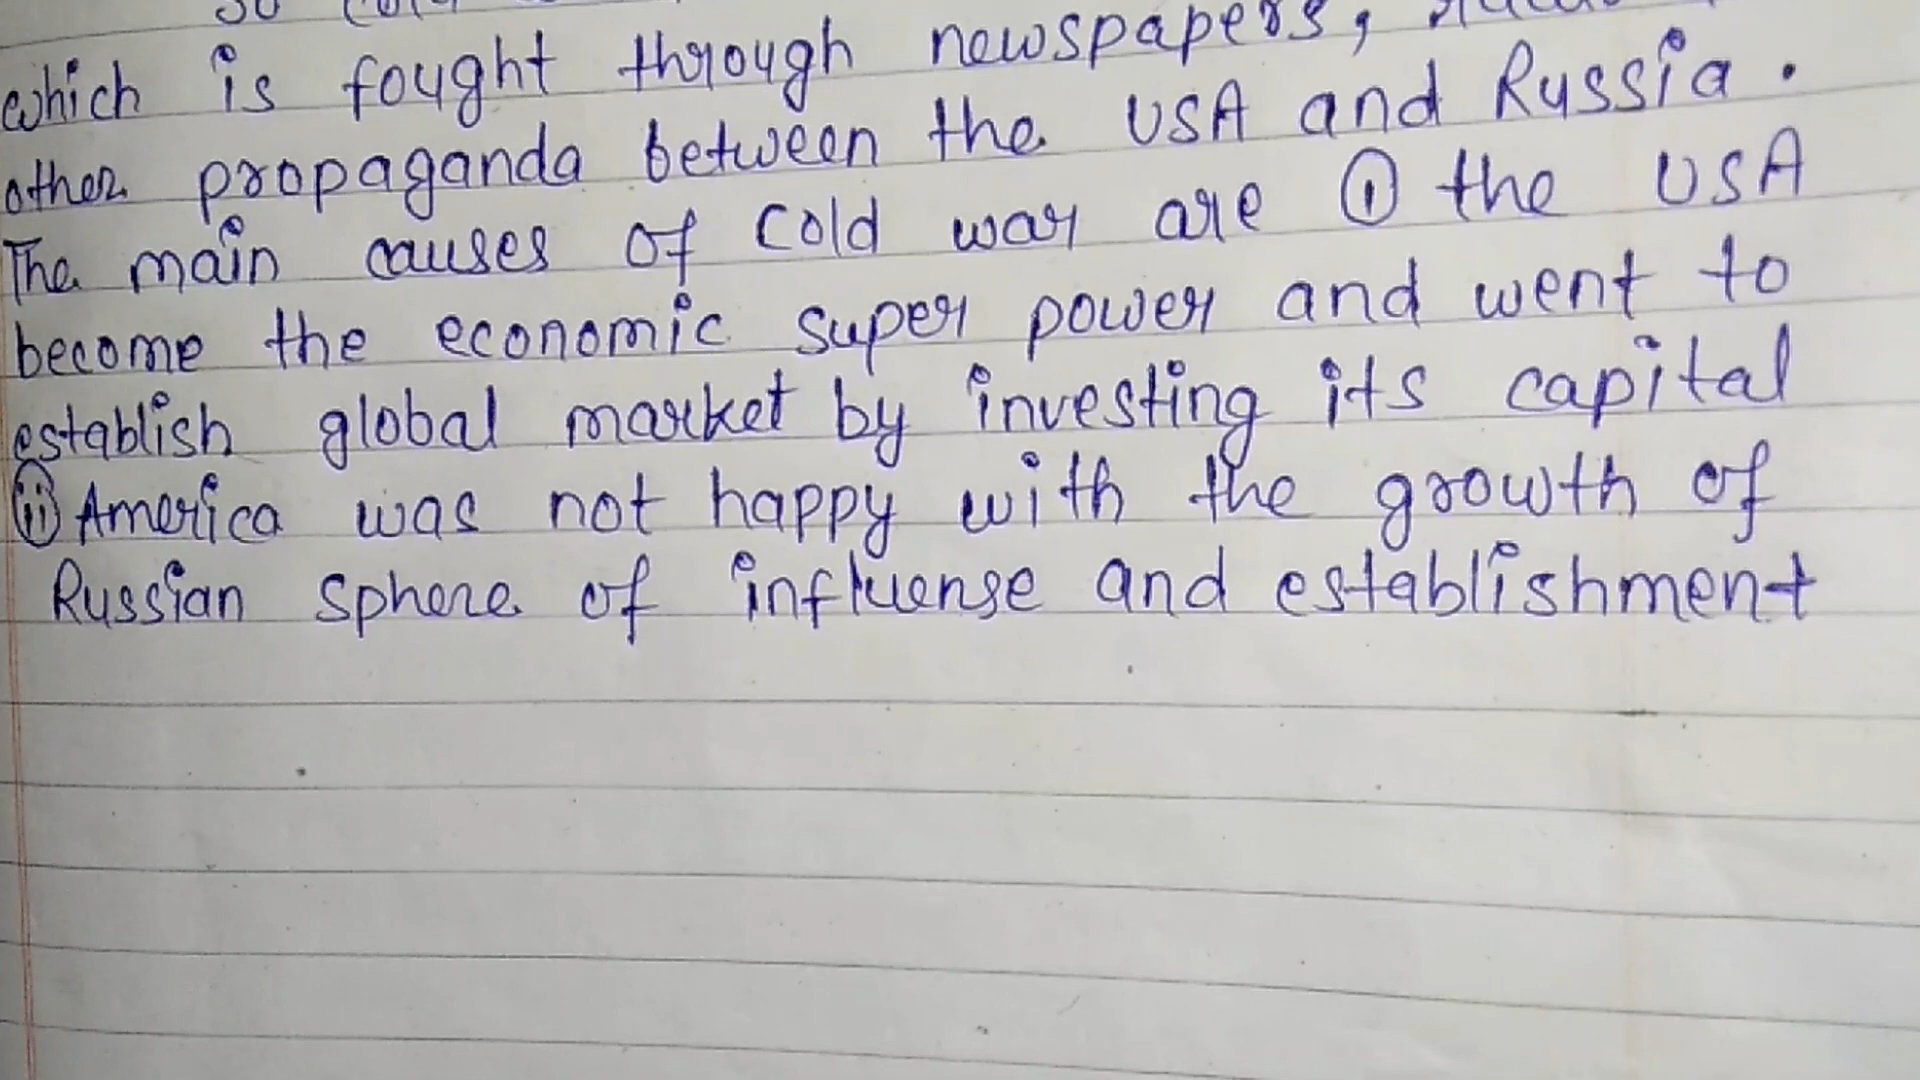 which is fought through newspapers,
other propaganda between the USA and Russia.
The main causes of cold war are (i) the USA
become the economic super power and went to
establish global market by investing its capital
(ii) America was not happy with the growth of
Russian sphere of influense and establishment